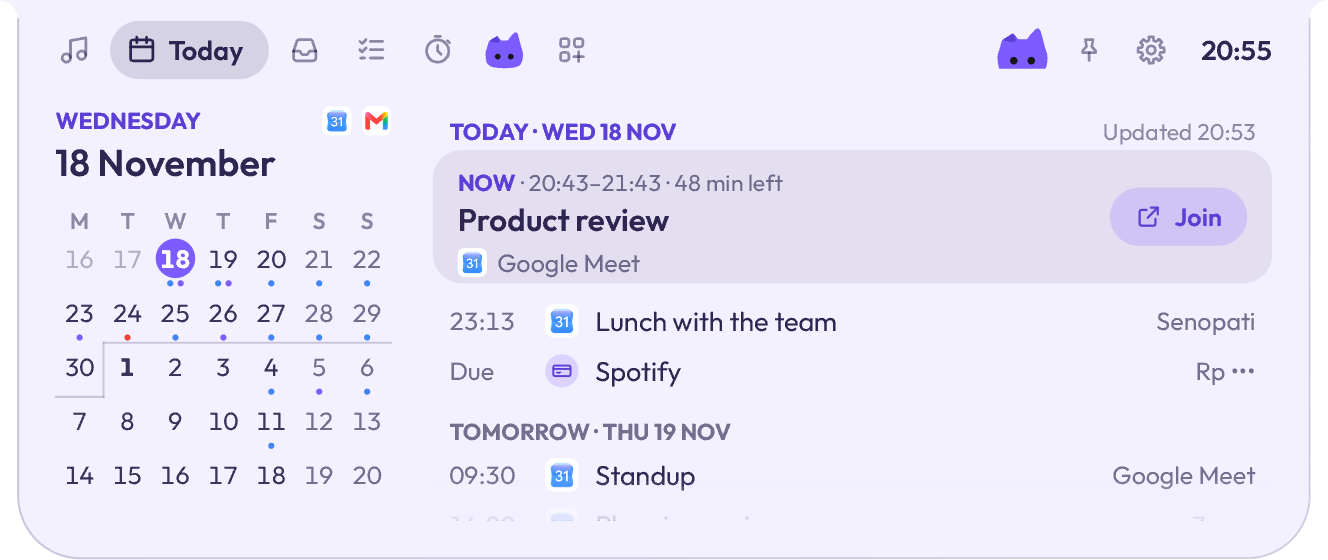 Today
20:55
WEDNESDAY
31
18 November
M T W T F S S
16 17 18 19 20 21 22
23 24 25 26 27 28 29
30 1 2 3 4 5 6
7 8 9 10 11 12 13
14 15 16 17 18 19 20
TODAY · WED 18 NOV
Updated 20:53
NOW · 20:43–21:43 · 48 min left
Product review
31 Google Meet
Join
23:13 31 Lunch with the team Senopati
Due Spotify Rp •••
TOMORROW · THU 19 NOV
09:30 31 Standup Google Meet